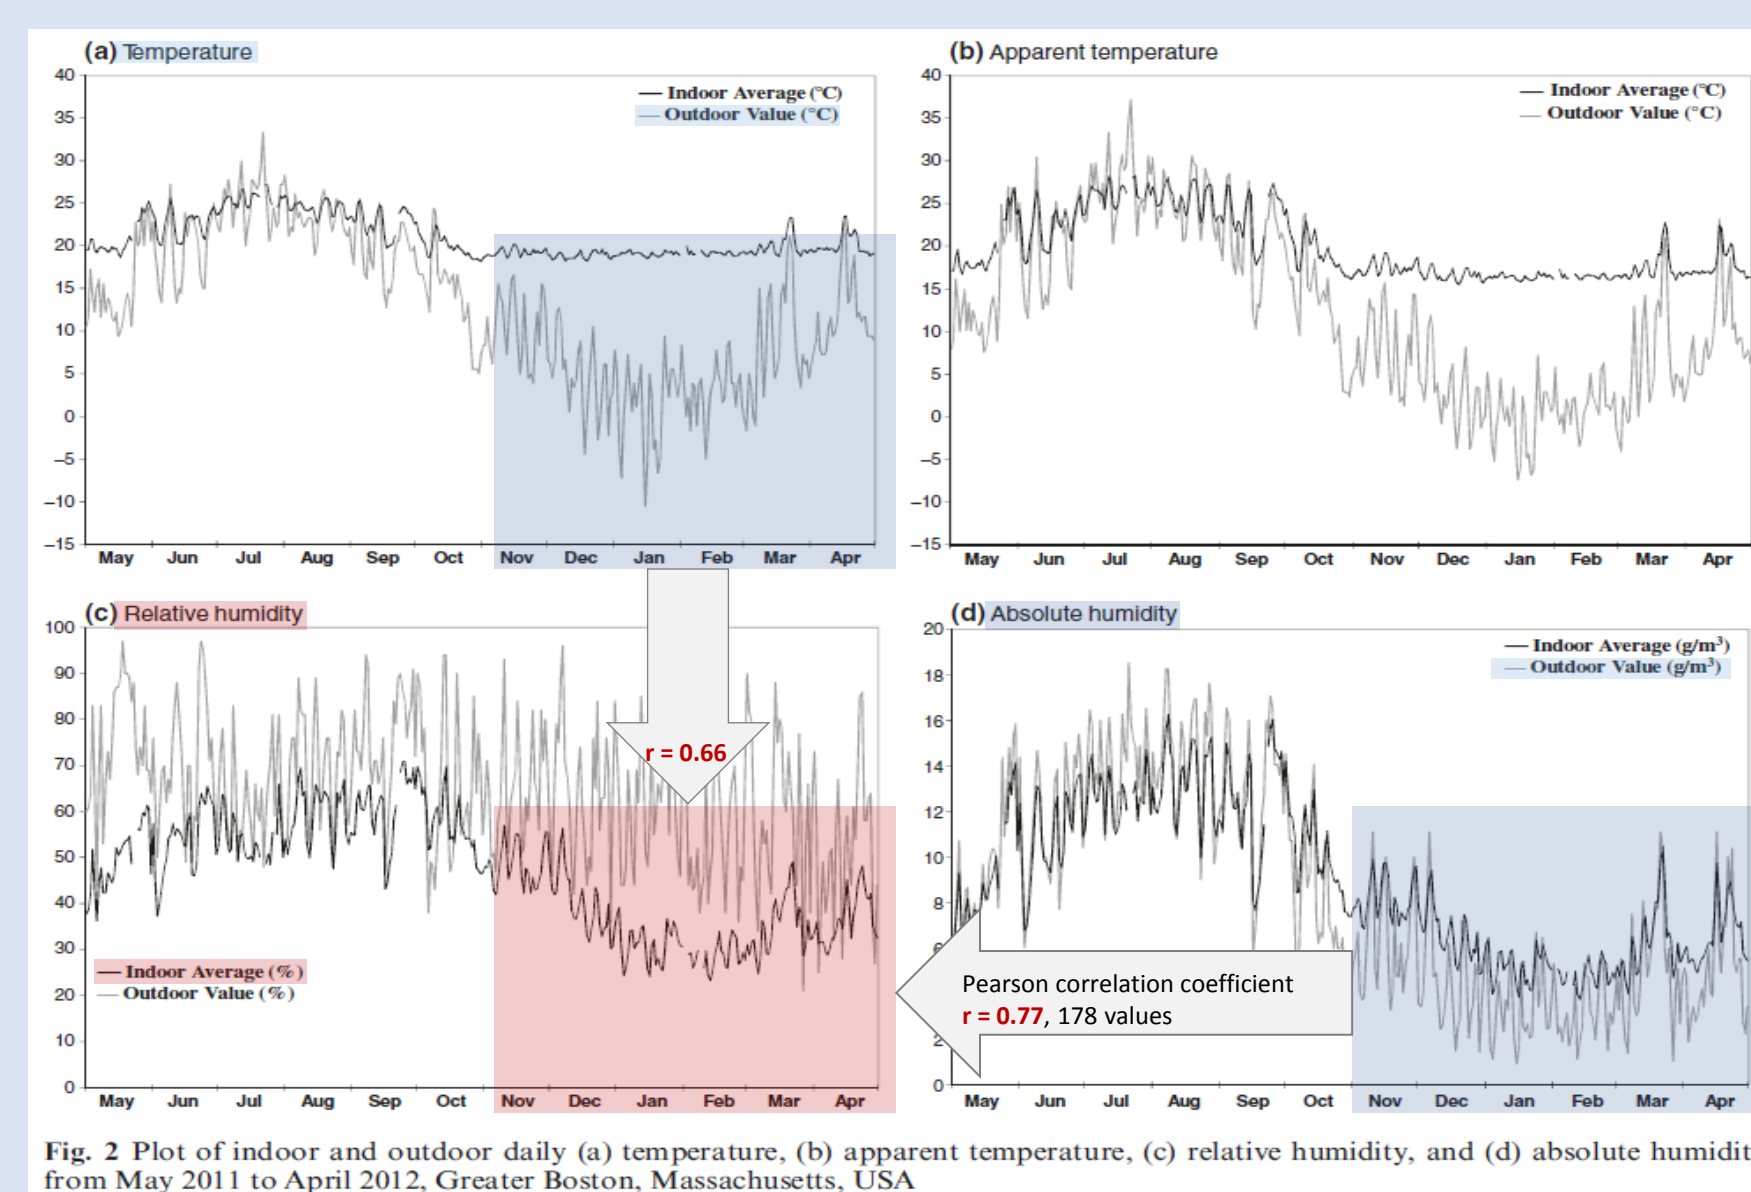 (a) Temperature
40
35
30
25
20
15
10
5
0
−5
−10
−15
Indoor Average (°C)
Outdoor Value (°C)
May Jun Jul Aug Sep Oct Nov Dec Jan Feb Mar Apr
(b) Apparent temperature
40
35
30
25
20
15
10
5
0
−5
−10
−15
Indoor Average (°C)
Outdoor Value (°C)
May Jun Jul Aug Sep Oct Nov Dec Jan Feb Mar Apr
(c) Relative humidity
100
90
80
70
60
50
40
30
20
10
0
r = 0.66
Indoor Average (%)
Outdoor Value (%)
May Jun Jul Aug Sep Oct Nov Dec Jan Feb Mar Apr
(d) Absolute humidity
20
18
16
14
12
10
8
6
2
0
Indoor Average (g/m³)
Outdoor Value (g/m³)
Pearson correlation coefficient
r = 0.77, 178 values
May Jun Jul Aug Sep Oct Nov Dec Jan Feb Mar Apr
Fig. 2 Plot of indoor and outdoor daily (a) temperature, (b) apparent temperature, (c) relative humidity, and (d) absolute humidit
from May 2011 to April 2012, Greater Boston, Massachusetts, USA